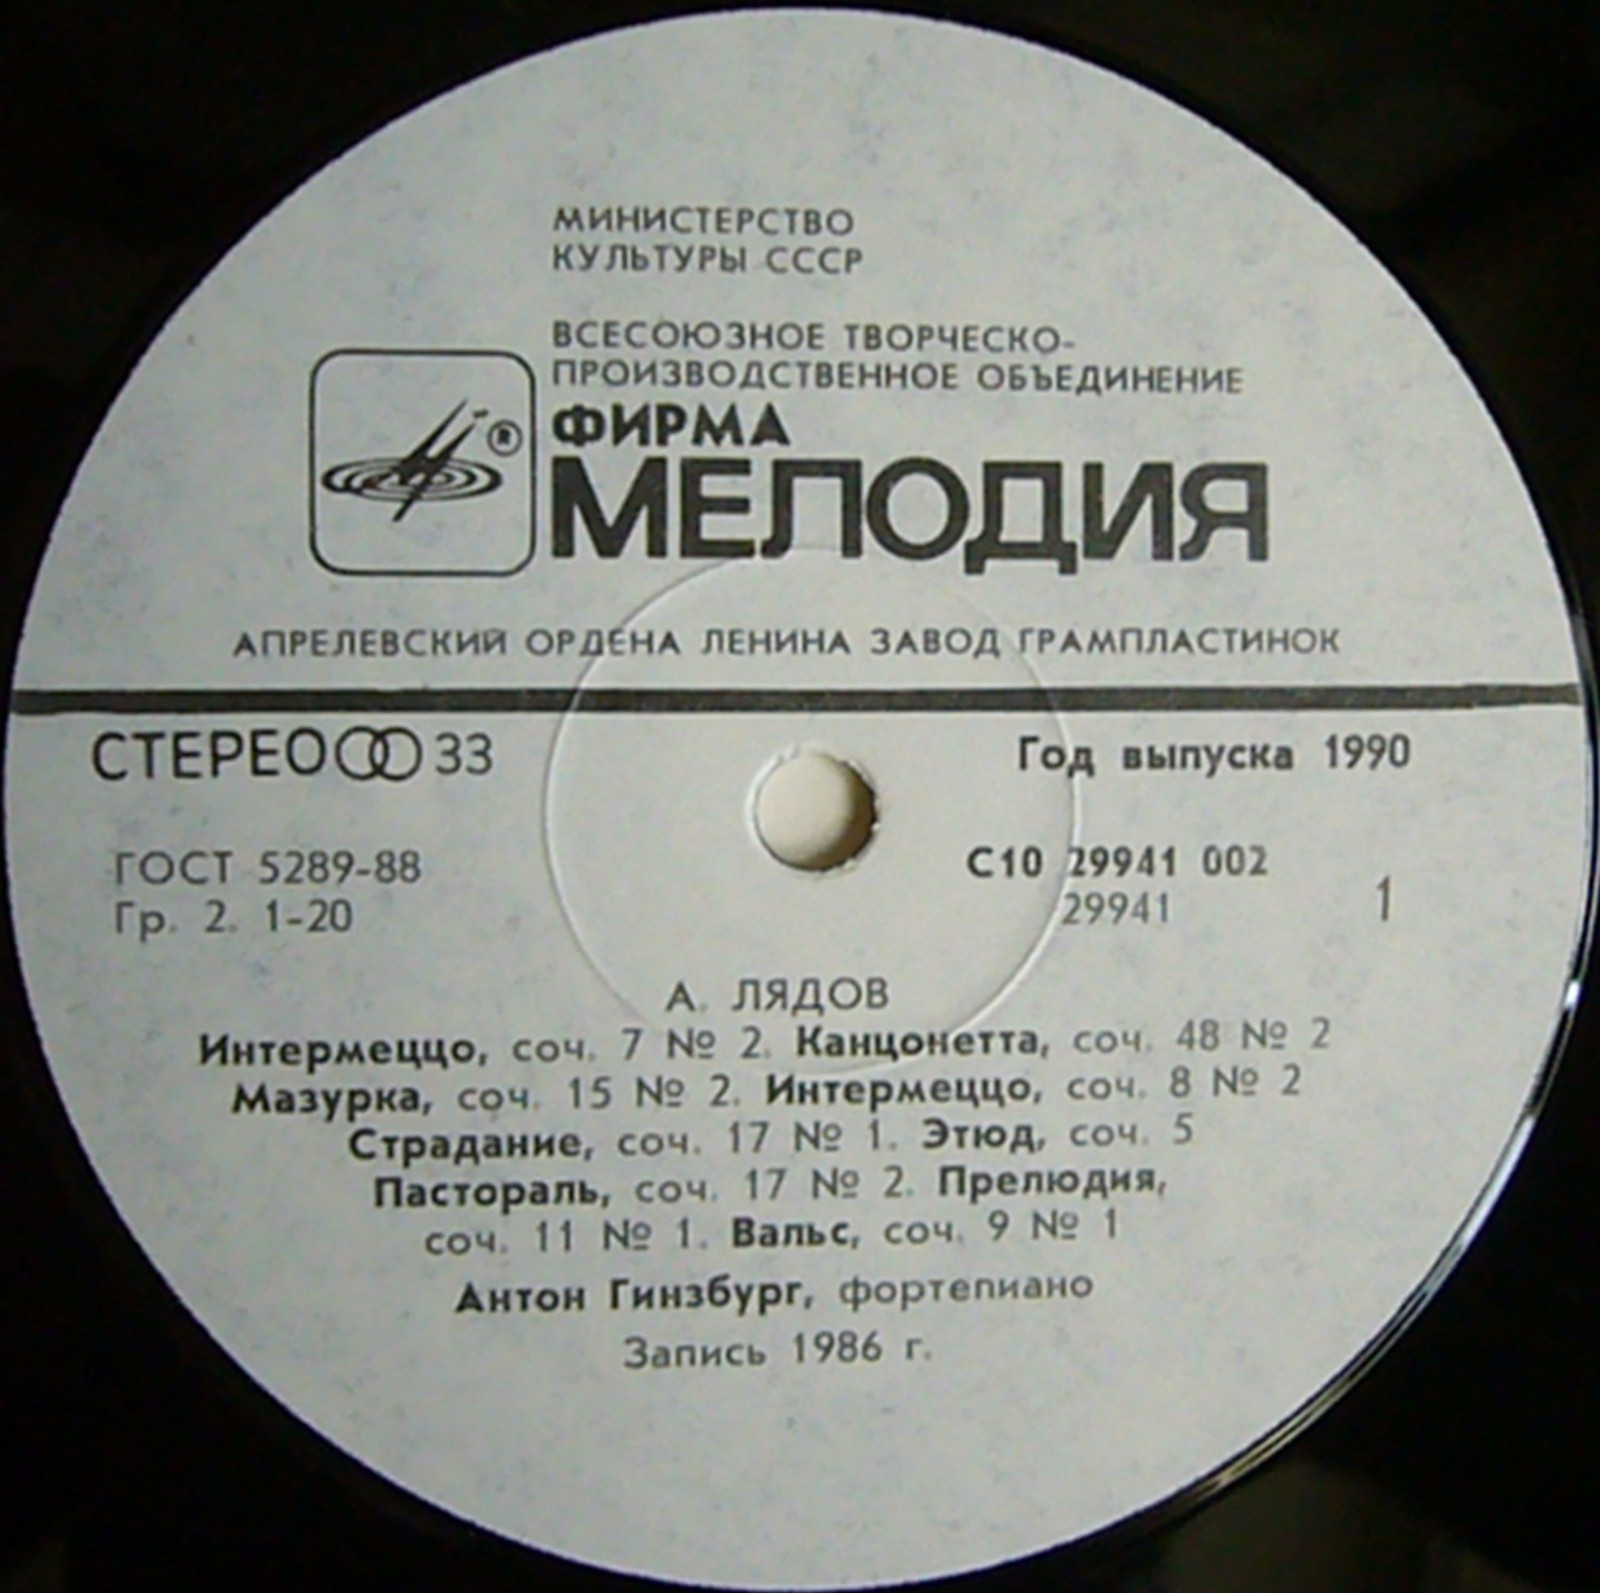 МИНИСТЕРСТВО
КУЛЬТУРЫ СССР
ВСЕСОЮЗНОЕ ТВОРЧЕСКО-
ПРОИЗВОДСТВЕННОЕ ОБЪЕДИНЕНИЕ
ФИРМА
МЕЛОДИЯ
®
АПРЕЛЕВСКИЙ ОРДЕНА ЛЕНИНА ЗАВОД ГРАМПЛАСТИНОК
СТЕРЕО 33
Год выпуска 1990
ГОСТ 5289-88
Гр. 2. 1-20
С10 29941 002
29941
1
А. ЛЯДОВ
Интермеццо, соч. 7 № 2. Канцонетта, соч. 48 № 2
Мазурка, соч. 15 № 2. Интермеццо, соч. 8 № 2
Страдание, соч. 17 № 1. Этюд, соч. 5
Пастораль, соч. 17 № 2. Прелюдия,
соч. 11 № 1. Вальс, соч. 9 № 1
Антон Гинзбург, фортепиано
Запись 1986 г.